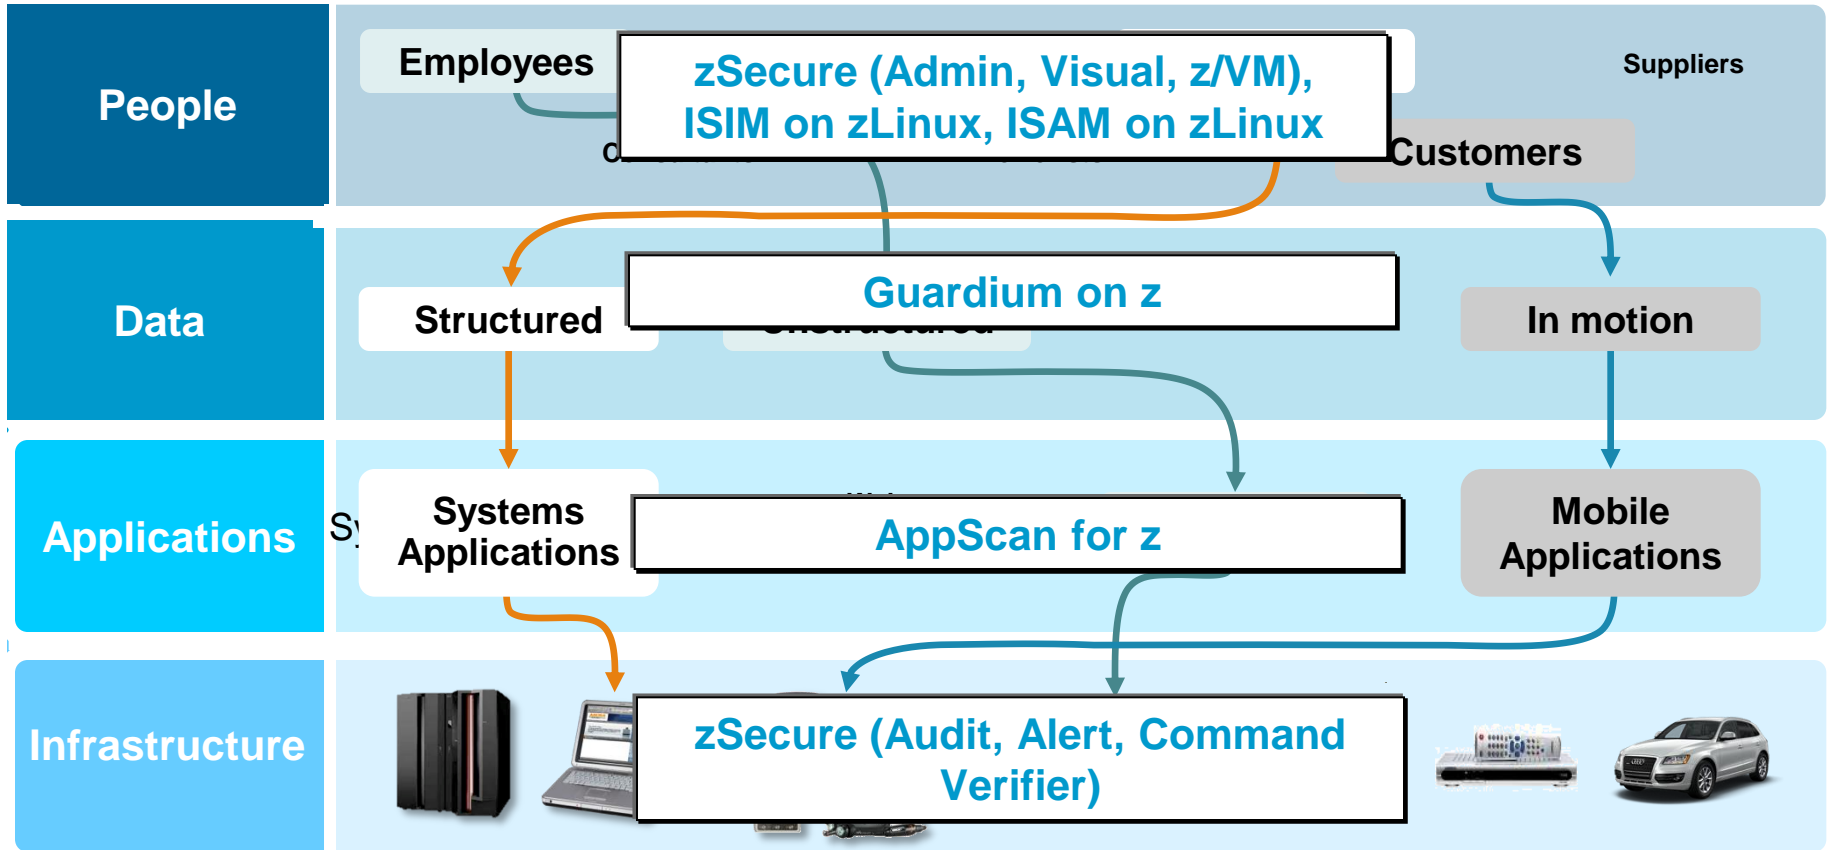 People
Employees
zSecure (Admin, Visual, z/VM),
ISIM on zLinux, ISAM on zLinux
Suppliers
Customers
Data
Structured
Guardium on z
In motion
Applications
Systems
Applications
AppScan for z
Mobile
Applications
Infrastructure
zSecure (Audit, Alert, Command
Verifier)